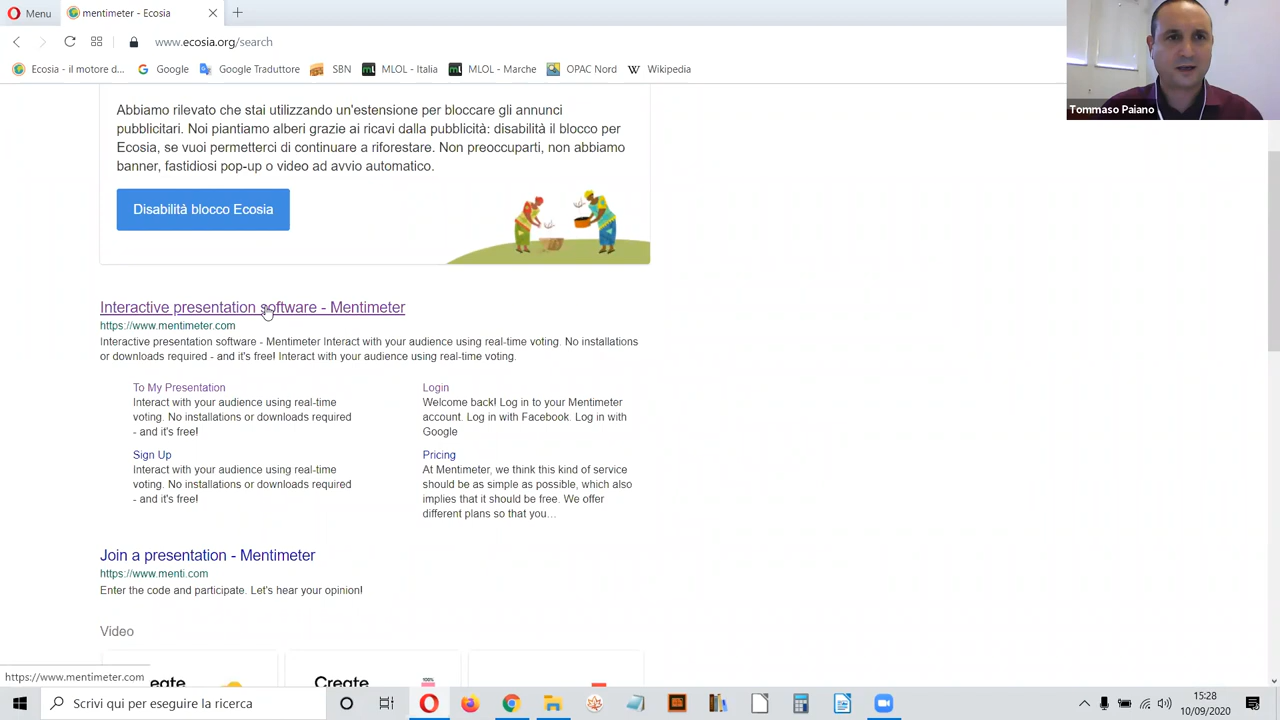 Menu
mentimeter - Ecosia
www.ecosia.org/search
Ecosia - il motore d...
Google
Google Traduttore
SBN
MLOL - Italia
MLOL - Marche
OPAC Nord
W Wikipedia
Tommaso Paiano
Abbiamo rilevato che stai utilizzando un'estensione per bloccare gli annunci
pubblicitari. Noi piantiamo alberi grazie ai ricavi dalla pubblicità: disabilità il blocco per
Ecosia, se vuoi permetterci di continuare a riforestare. Non preoccuparti, non abbiamo
banner, fastidiosi pop-up o video ad avvio automatico.
Disabilità blocco Ecosia
Interactive presentation software - Mentimeter
https://www.mentimeter.com
Interactive presentation software - Mentimeter Interact with your audience using real-time voting. No installations
or downloads required - and it's free! Interact with your audience using real-time voting.
To My Presentation
Interact with your audience using real-time
voting. No installations or downloads required
- and it's free!
Login
Welcome back! Log in to your Mentimeter
account. Log in with Facebook. Log in with
Google
Sign Up
Interact with your audience using real-time
voting. No installations or downloads required
- and it's free!
Pricing
At Mentimeter, we think this kind of service
should be as simple as possible, which also
implies that it should be free. We offer
different plans so that you...
Join a presentation - Mentimeter
https://www.menti.com
Enter the code and participate. Let's hear your opinion!
Video
Create
Create
100%
https://www.mentimeter.com
Scrivi qui per eseguire la ricerca
15:28
10/09/2020